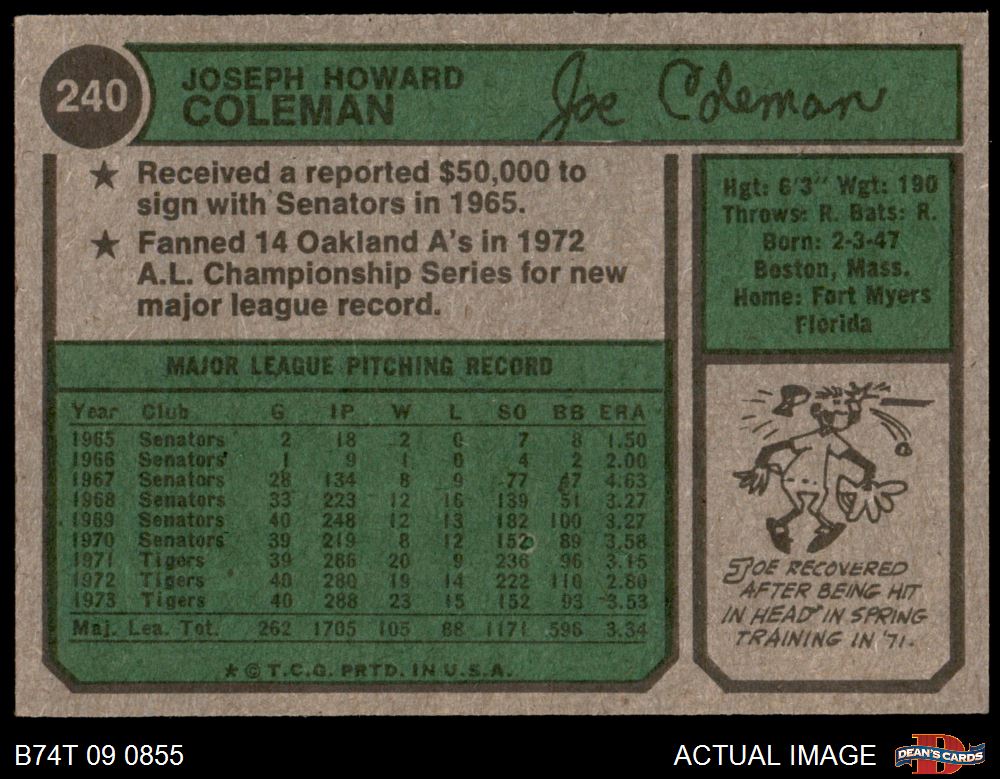 240
JOSEPH HOWARD
COLEMAN
Joe Coleman
★ Received a reported $50,000 to
sign with Senators in 1965.
★ Fanned 14 Oakland A's in 1972
A.L. Championship Series for new
major league record.
Hgt: 6'3" Wgt: 190
Throws: R. Bats: R.
Born: 2-3-47
Boston, Mass.
Home: Fort Myers
Florida
MAJOR LEAGUE PITCHING RECORD
Year Club G IP W L SO BB ERA
1965 Senators 2 18 2 0 7 8 1.50
1966 Senators 1 9 1 0 4 2 2.00
1967 Senators 28 134 8 9 77 47 4.63
1968 Senators 33 223 12 16 139 51 3.27
1969 Senators 40 248 12 13 182 100 3.27
1970 Senators 39 219 8 12 152 89 3.58
1971 Tigers 39 286 20 9 236 96 3.15
1972 Tigers 40 280 19 14 222 110 2.80
1973 Tigers 40 288 23 15 152 93 3.53
Maj. Lea. Tot. 262 1705 105 88 1171 596 3.34
★ © T.C.G. PRTD. IN U.S.A.
JOE RECOVERED
AFTER BEING HIT
IN HEAD IN SPRING
TRAINING IN '71.
B74T 09 0855
ACTUAL IMAGE
DEAN'S CARDS